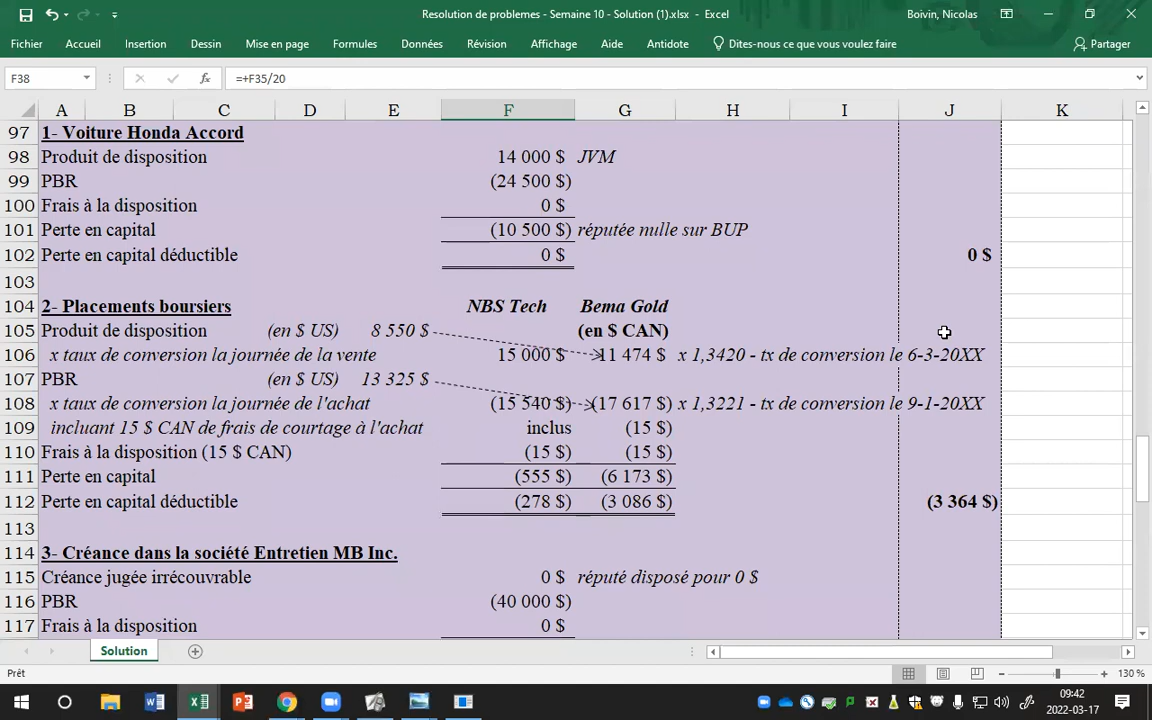 Resolution de problemes - Semaine 10 - Solution (1).xlsx - Excel
Boivin, Nicolas
Fichier Accueil Insertion Dessin Mise en page Formules Données Révision Affichage Aide Antidote Dites-nous ce que vous voulez faire Partager
F38 fx =+F35/20
A B C D E F G H I J K
97 1- Voiture Honda Accord
98 Produit de disposition 14 000 $ JVM
99 PBR (24 500 $)
100 Frais à la disposition 0 $
101 Perte en capital (10 500 $) réputée nulle sur BUP
102 Perte en capital déductible 0 $ 0 $
103
104 2- Placements boursiers NBS Tech Bema Gold
105 Produit de disposition (en $ US) 8 550 $ (en $ CAN)
106 x taux de conversion la journée de la vente 15 000 $ 11 474 $ x 1,3420 - tx de conversion le 6-3-20XX
107 PBR (en $ US) 13 325 $
108 x taux de conversion la journée de l'achat (15 540 $) (17 617 $) x 1,3221 - tx de conversion le 9-1-20XX
109 incluant 15 $ CAN de frais de courtage à l'achat inclus (15 $)
110 Frais à la disposition (15 $ CAN) (15 $) (15 $)
111 Perte en capital (555 $) (6 173 $)
112 Perte en capital déductible (278 $) (3 086 $) (3 364 $)
113
114 3- Créance dans la société Entretien MB Inc.
115 Créance jugée irrécouvrable 0 $ réputé disposé pour 0 $
116 PBR (40 000 $)
117 Frais à la disposition 0 $
Solution
Prêt 130 %
09:42
2022-03-17